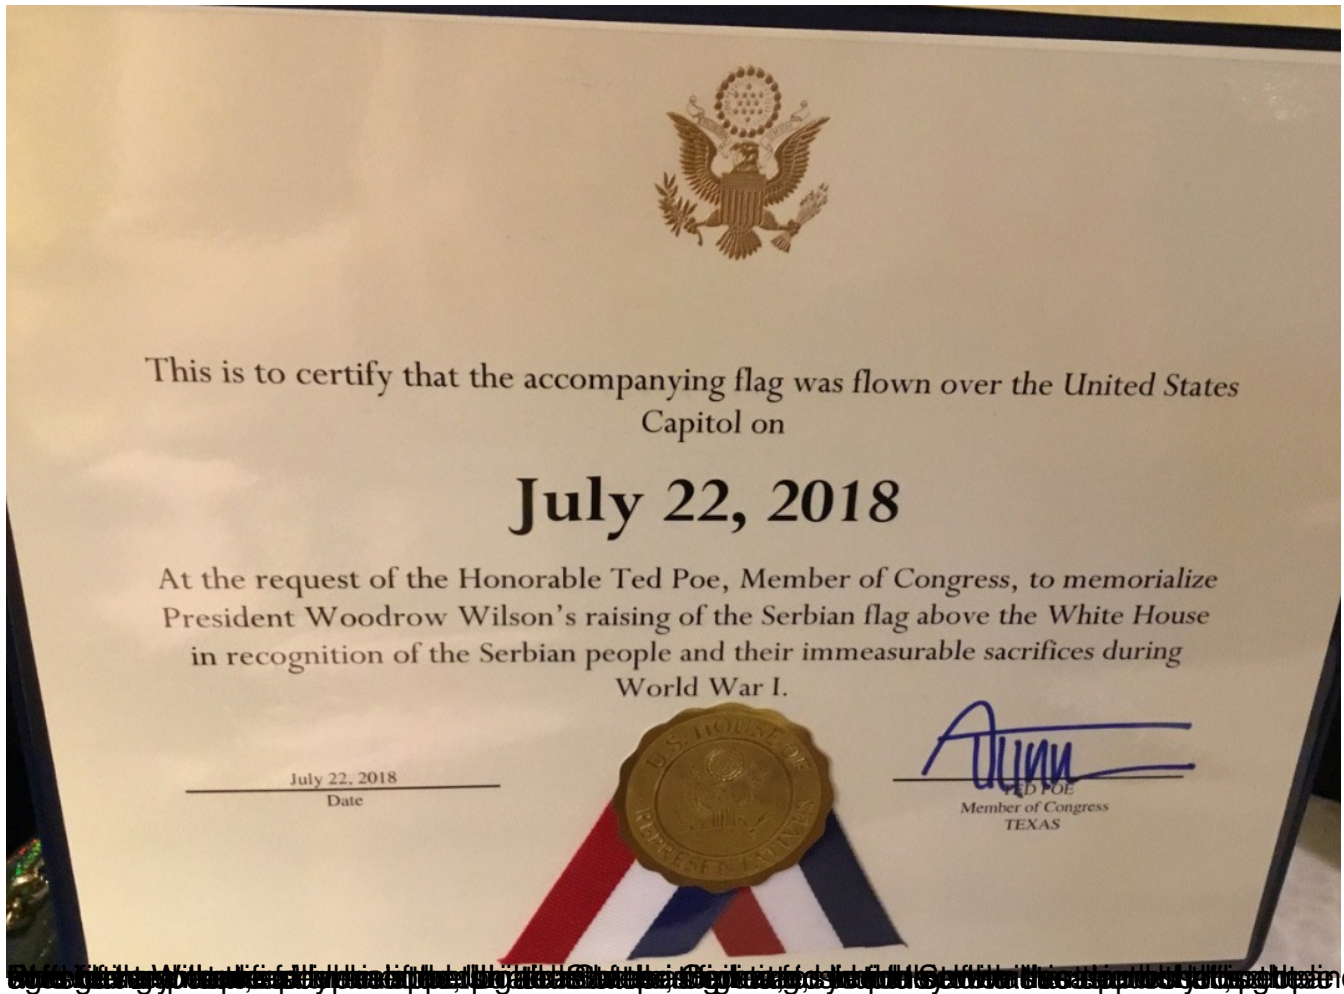 This is to certify that the accompanying flag was flown over the United States
Capitol on
July 22, 2018
At the request of the Honorable Ted Poe, Member of Congress, to memorialize
President Woodrow Wilson's raising of the Serbian flag above the White House
in recognition of the Serbian people and their immeasurable sacrifices during
World War I.
July 22, 2018
Date
U.S. HOUSE OF
REPRESENTATIVES
TED POE
Member of Congress
TEXAS